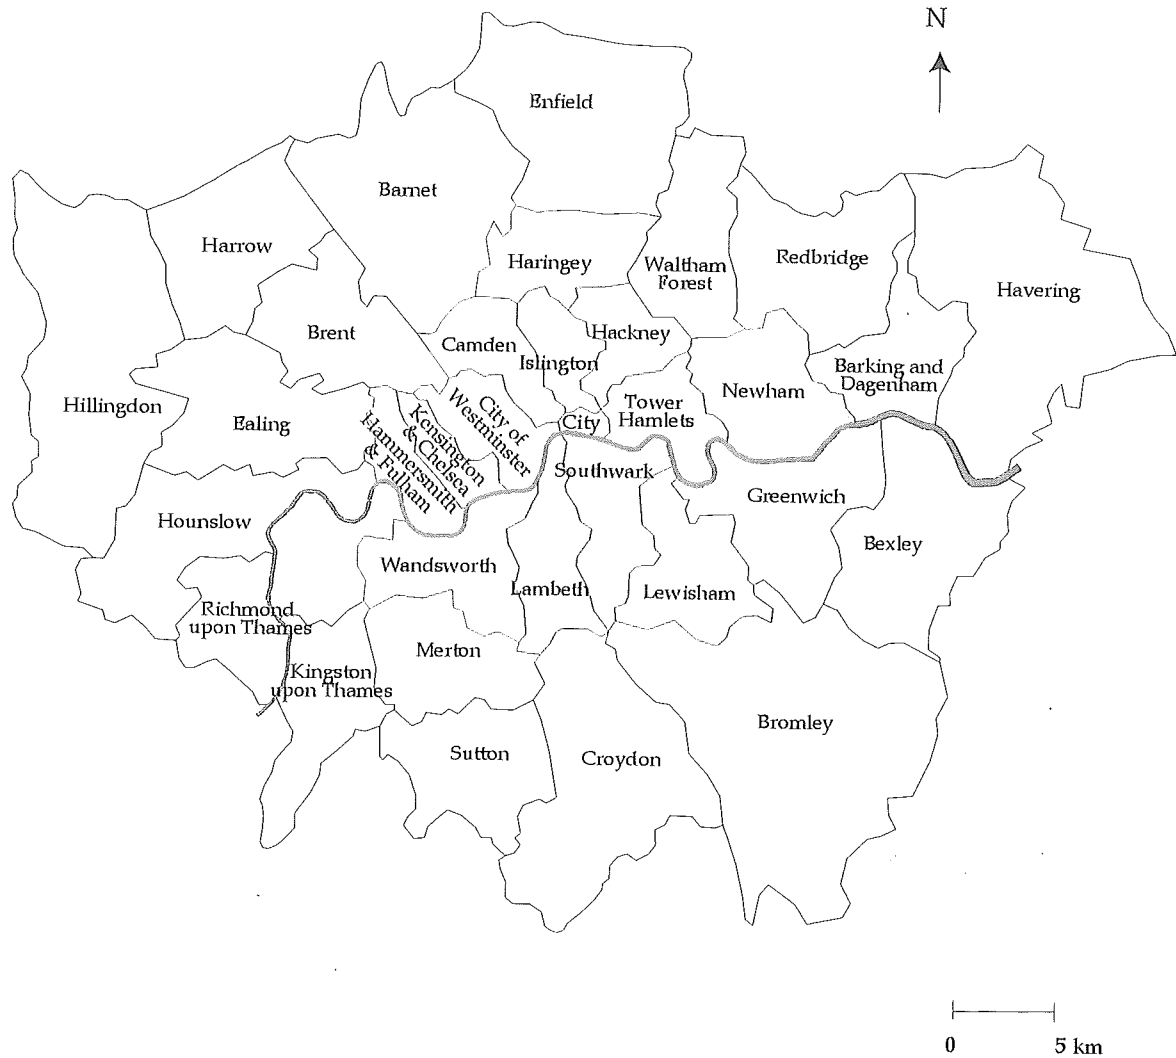 N
Enfield
Barnet
Harrow
Haringey
Waltham
Forest
Redbridge
Havering
Brent
Camden
Islington
Hackney
Barking and
Dagenham
Hillingdon
Ealing
Newham
Tower
Hamlets
City
City of
Westminster
Kensington
& Chelsea
Hammersmith
& Fulham
Southwark
Greenwich
Hounslow
Bexley
Wandsworth
Lambeth
Lewisham
Richmond
upon Thames
Merton
Kingston
upon Thames
Bromley
Sutton
Croydon
0 5 km